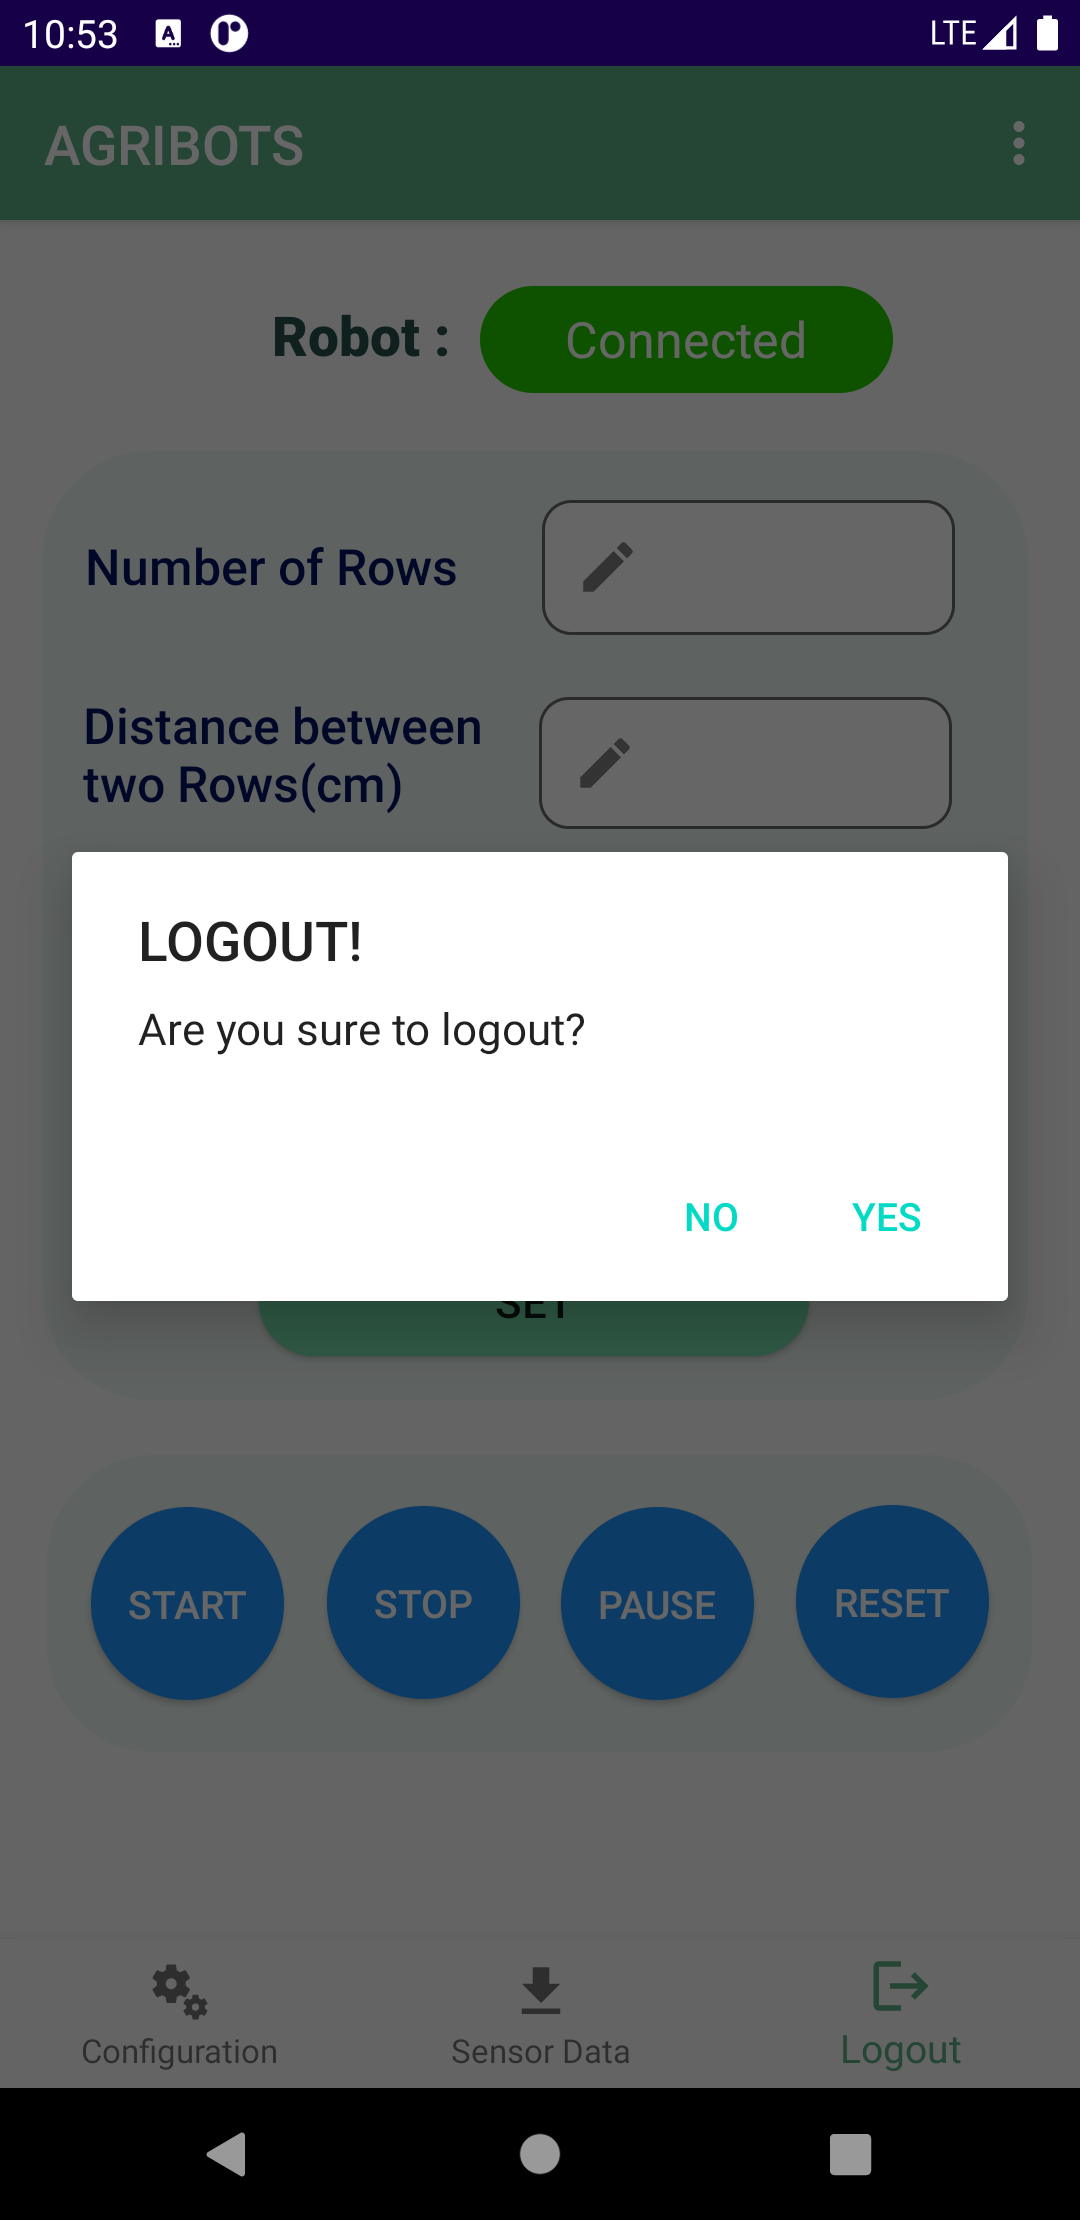 10:53
LTE
AGRIBOTS
Robot :
Connected
Number of Rows
Distance between
two Rows(cm)
LOGOUT!
Are you sure to logout?
NO
YES
SET
START
STOP
PAUSE
RESET
Configuration
Sensor Data
Logout